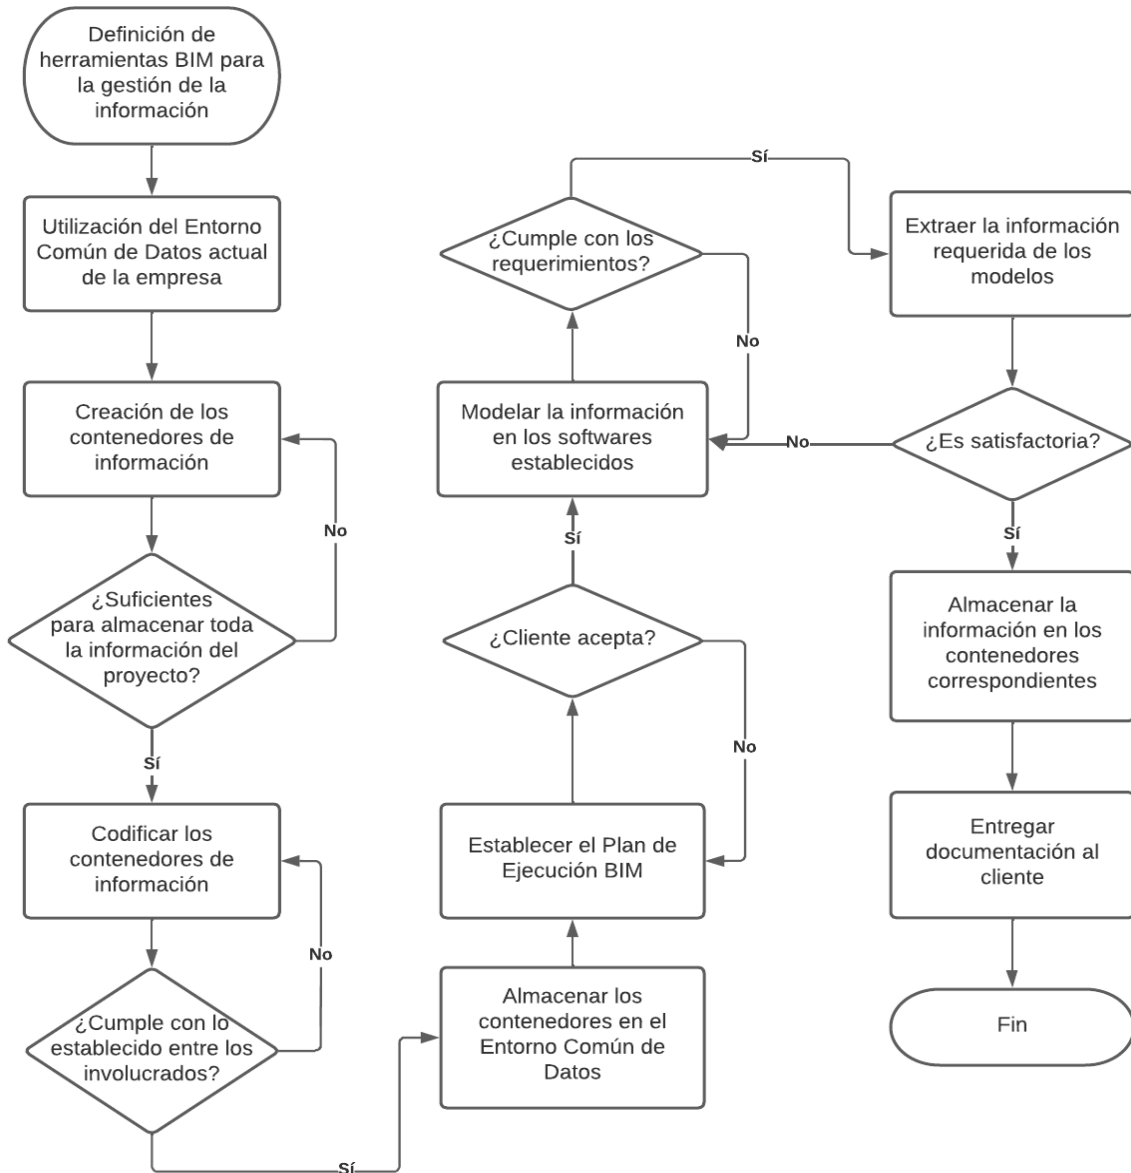 Definición de
herramientas BIM para
la gestión de la
información
Utilización del Entorno
Común de Datos actual
de la empresa
Creación de los
contenedores de
información
No
¿Suficientes
para almacenar toda
la información del
proyecto?
Sí
Codificar los
contenedores de
información
No
¿Cumple con lo
establecido entre los
involucrados?
Sí
Almacenar los
contenedores en el
Entorno Común de
Datos
Establecer el Plan de
Ejecución BIM
No
¿Cliente acepta?
Sí
Modelar la información
en los softwares
establecidos
No
¿Cumple con los
requerimientos?
Sí
Extraer la información
requerida de los
modelos
¿Es satisfactoria?
No
Sí
Almacenar la
información en los
contenedores
correspondientes
Entregar
documentación al
cliente
Fin